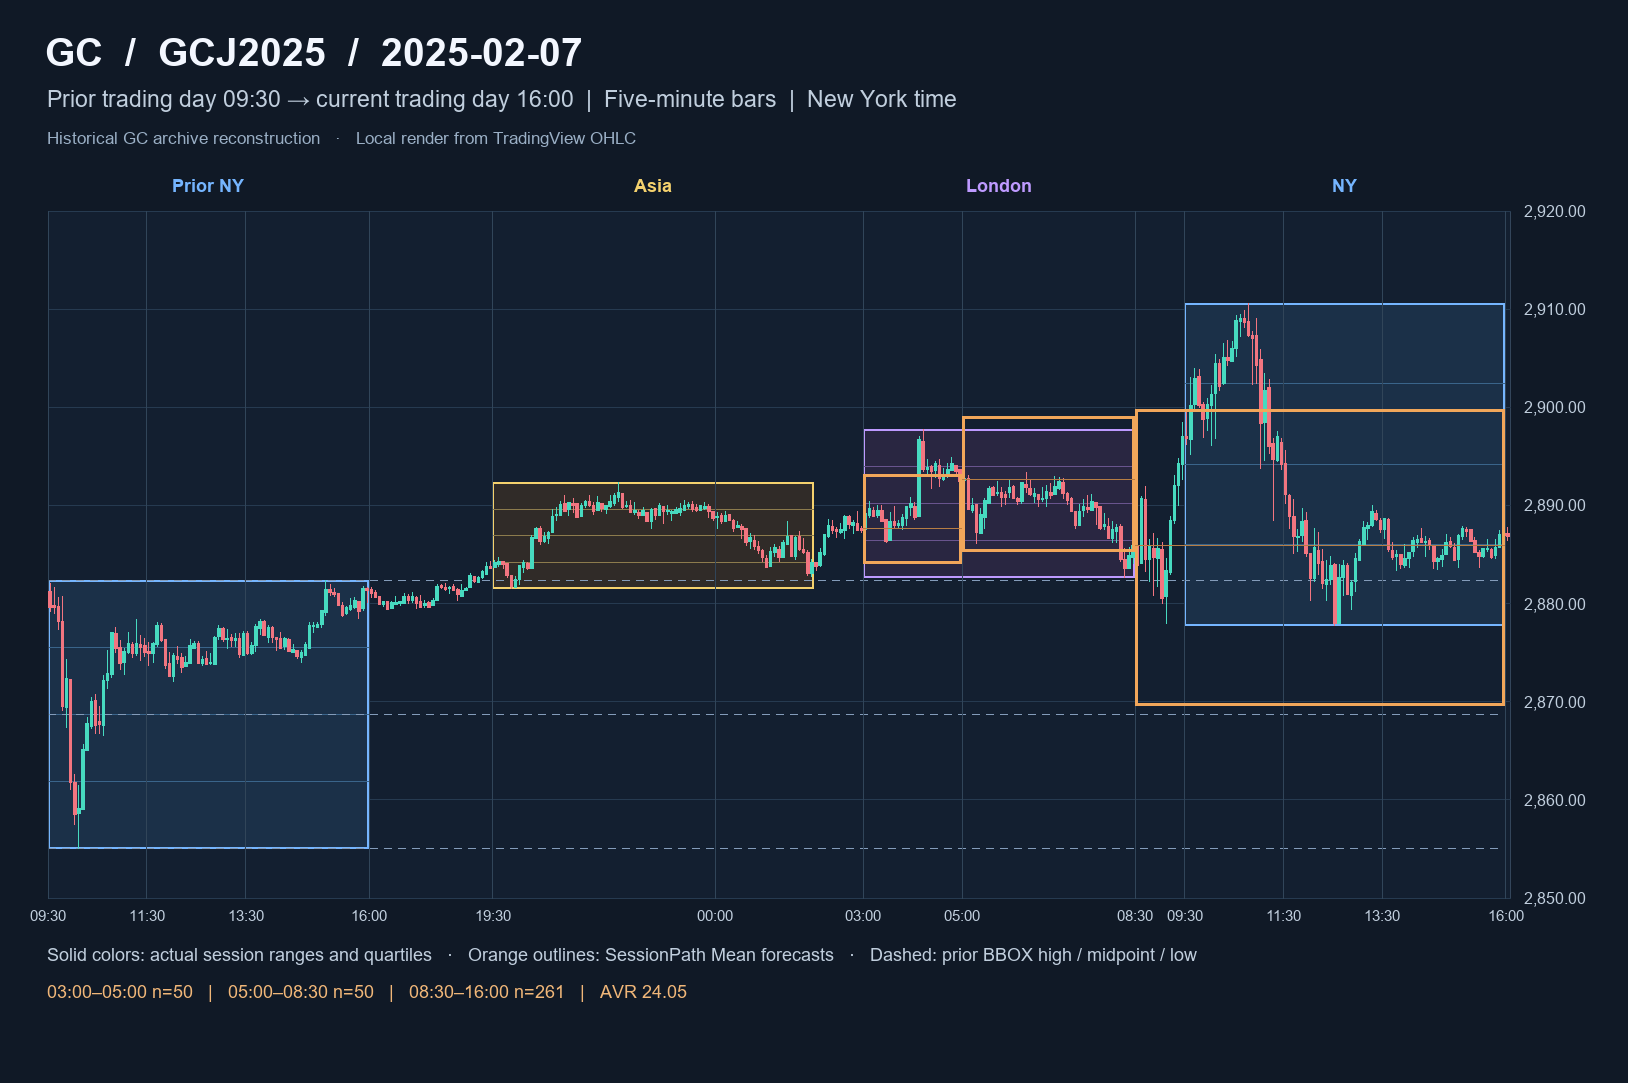 GC / GCJ2025 / 2025-02-07
Prior trading day 09:30 → current trading day 16:00 | Five-minute bars | New York time
Historical GC archive reconstruction · Local render from TradingView OHLC
Prior NY Asia London NY
2,920.00
2,910.00
2,900.00
2,890.00
2,880.00
2,870.00
2,860.00
2,850.00
09:30 11:30 13:30 16:00 19:30 00:00 03:00 05:00 08:30 09:30 11:30 13:30 16:00
Solid colors: actual session ranges and quartiles · Orange outlines: SessionPath Mean forecasts · Dashed: prior BBOX high / midpoint / low
03:00–05:00 n=50 | 05:00–08:30 n=50 | 08:30–16:00 n=261 | AVR 24.05